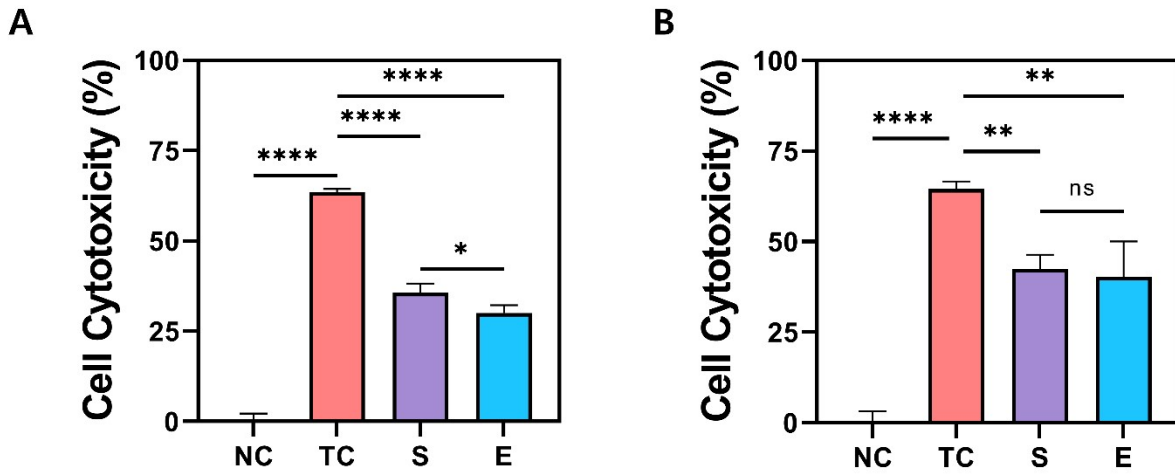 A
Cell Cytotoxicity (%)
100
75
50
25
0
****
****
****
*
NC TC S E
B
Cell Cytotoxicity (%)
100
75
50
25
0
**
****
**
ns
NC TC S E